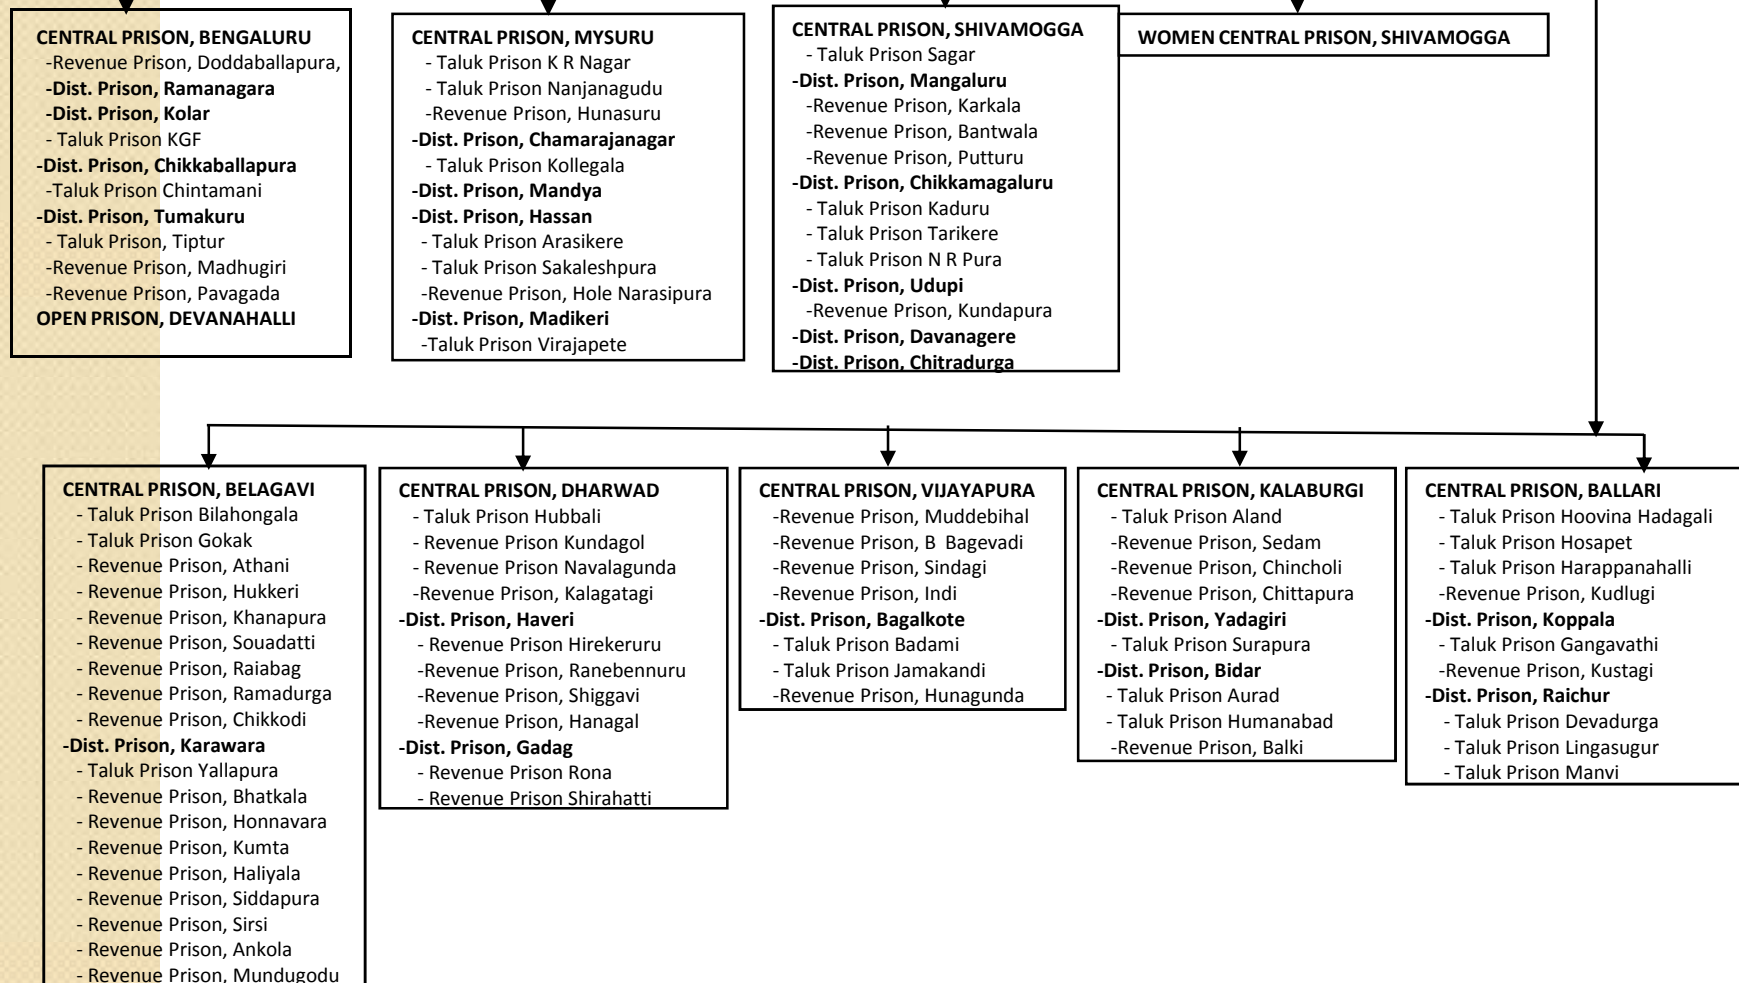 CENTRAL PRISON, BENGALURU
-Revenue Prison, Doddaballapura,
-Dist. Prison, Ramanagara
-Dist. Prison, Kolar
- Taluk Prison KGF
-Dist. Prison, Chikkaballapura
-Taluk Prison Chintamani
-Dist. Prison, Tumakuru
- Taluk Prison, Tiptur
-Revenue Prison, Madhugiri
-Revenue Prison, Pavagada
OPEN PRISON, DEVANAHALLI
CENTRAL PRISON, MYSURU
- Taluk Prison K R Nagar
- Taluk Prison Nanjanagudu
-Revenue Prison, Hunasuru
-Dist. Prison, Chamarajanagar
- Taluk Prison Kollegala
-Dist. Prison, Mandya
-Dist. Prison, Hassan
- Taluk Prison Arasikere
- Taluk Prison Sakaleshpura
-Revenue Prison, Hole Narasipura
-Dist. Prison, Madikeri
-Taluk Prison Virajapete
CENTRAL PRISON, SHIVAMOGGA
- Taluk Prison Sagar
-Dist. Prison, Mangaluru
-Revenue Prison, Karkala
-Revenue Prison, Bantwala
-Revenue Prison, Putturu
-Dist. Prison, Chikkamagaluru
- Taluk Prison Kaduru
- Taluk Prison Tarikere
- Taluk Prison N R Pura
-Dist. Prison, Udupi
-Revenue Prison, Kundapura
-Dist. Prison, Davanagere
-Dist. Prison, Chitradurga
WOMEN CENTRAL PRISON, SHIVAMOGGA
CENTRAL PRISON, BELAGAVI
- Taluk Prison Bilahongala
- Taluk Prison Gokak
- Revenue Prison, Athani
- Revenue Prison, Hukkeri
- Revenue Prison, Khanapura
- Revenue Prison, Souadatti
- Revenue Prison, Raiabag
- Revenue Prison, Ramadurga
- Revenue Prison, Chikkodi
-Dist. Prison, Karawara
- Taluk Prison Yallapura
- Revenue Prison, Bhatkala
- Revenue Prison, Honnavara
- Revenue Prison, Kumta
- Revenue Prison, Haliyala
- Revenue Prison, Siddapura
- Revenue Prison, Sirsi
- Revenue Prison, Ankola
- Revenue Prison, Mundugodu
CENTRAL PRISON, DHARWAD
- Taluk Prison Hubbali
- Revenue Prison Kundagol
- Revenue Prison Navalagunda
-Revenue Prison, Kalagatagi
-Dist. Prison, Haveri
- Revenue Prison Hirekeruru
-Revenue Prison, Ranebennuru
-Revenue Prison, Shiggavi
-Revenue Prison, Hanagal
-Dist. Prison, Gadag
- Revenue Prison Rona
- Revenue Prison Shirahatti
CENTRAL PRISON, VIJAYAPURA
-Revenue Prison, Muddebihal
-Revenue Prison, B Bagevadi
-Revenue Prison, Sindagi
-Revenue Prison, Indi
-Dist. Prison, Bagalkote
- Taluk Prison Badami
- Taluk Prison Jamakandi
-Revenue Prison, Hunagunda
CENTRAL PRISON, KALABURGI
- Taluk Prison Aland
-Revenue Prison, Sedam
-Revenue Prison, Chincholi
-Revenue Prison, Chittapura
-Dist. Prison, Yadagiri
- Taluk Prison Surapura
-Dist. Prison, Bidar
- Taluk Prison Aurad
- Taluk Prison Humanabad
-Revenue Prison, Balki
CENTRAL PRISON, BALLARI
- Taluk Prison Hoovina Hadagali
- Taluk Prison Hosapet
- Taluk Prison Harappanahalli
-Revenue Prison, Kudlugi
-Dist. Prison, Koppala
- Taluk Prison Gangavathi
-Revenue Prison, Kustagi
-Dist. Prison, Raichur
- Taluk Prison Devadurga
- Taluk Prison Lingasugur
- Taluk Prison Manvi